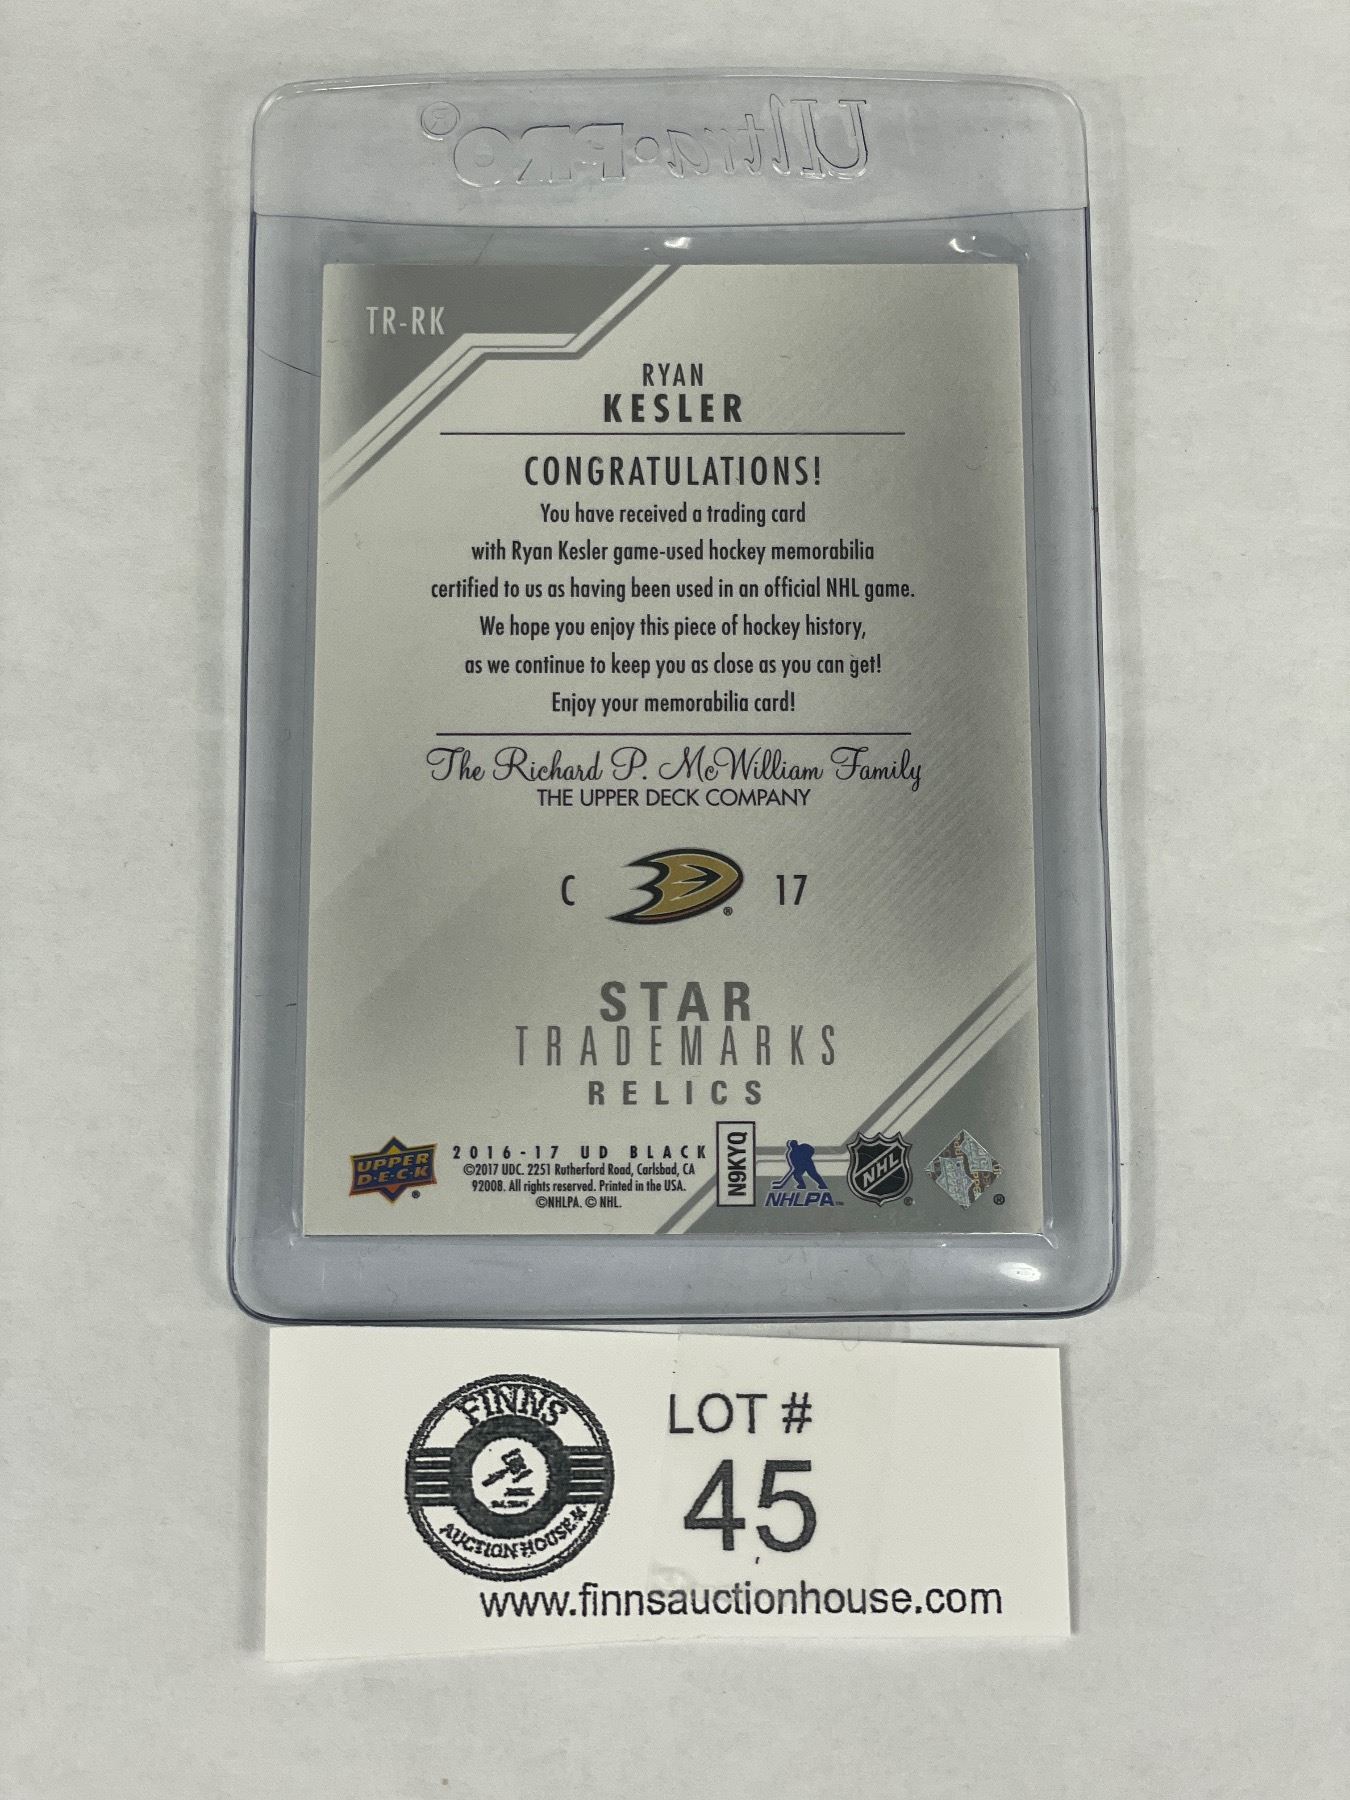 Ultra•PRO®
TR-RK
RYAN
KESLER
CONGRATULATIONS!
You have received a trading card
with Ryan Kesler game-used hockey memorabilia
certified to us as having been used in an official NHL game.
We hope you enjoy this piece of hockey history,
as we continue to keep you as close as you can get!
Enjoy your memorabilia card!
The Richard P. McWilliam Family
THE UPPER DECK COMPANY
C ® 17
STAR
TRADEMARKS
RELICS
UPPER
D•E•C•K ®
2016-17 UD BLACK
©2017 UDC. 2251 Rutherford Road, Carlsbad, CA
92008. All rights reserved. Printed in the USA.
©NHLPA. © NHL.
N9KYQ
NHLPA™
NHL ®
®
FINNS
AUCTIONHOUSE
LOT #
45
www.finnsauctionhouse.com